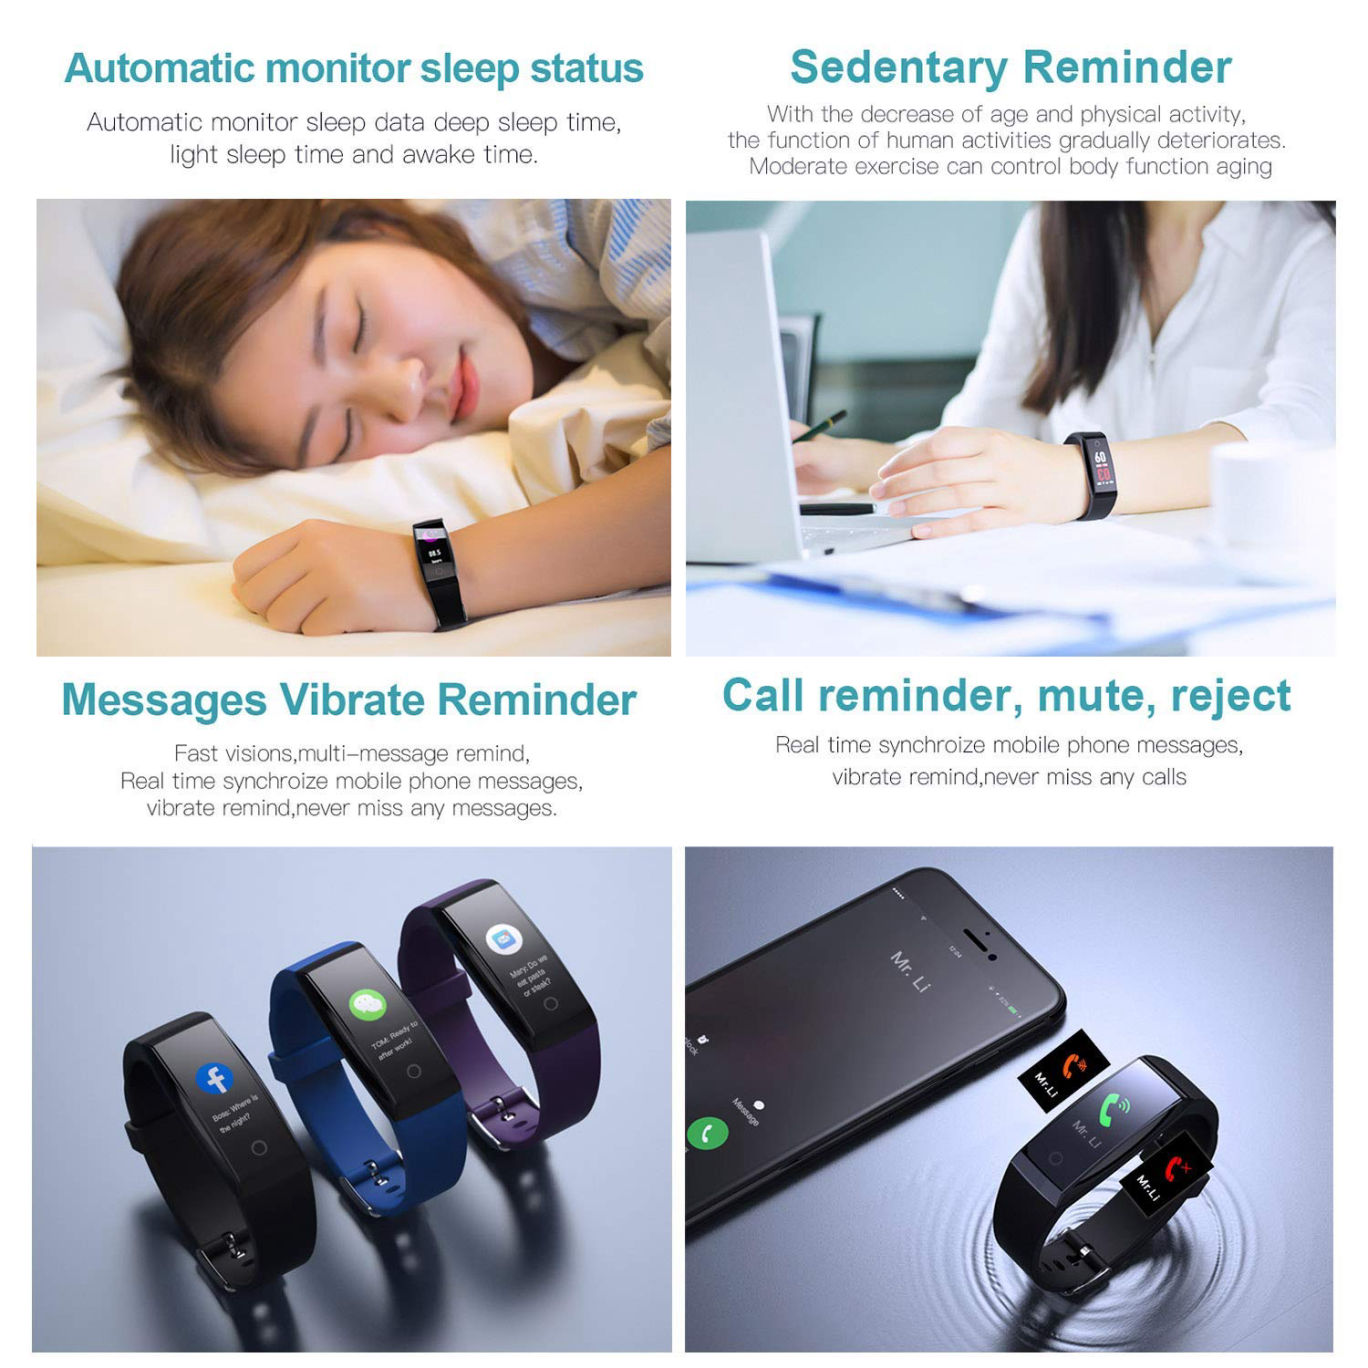 Automatic monitor sleep status
Automatic monitor sleep data deep sleep time,
light sleep time and awake time.
Sedentary Reminder
With the decrease of age and physical activity,
the function of human activities gradually deteriorates.
Moderate exercise can control body function aging
88.5
09
03
Messages Vibrate Reminder
Fast visions,multi-message remind,
Real time synchroize mobile phone messages,
vibrate remind,never miss any messages.
Call reminder, mute, reject
Real time synchroize mobile phone messages,
vibrate remind,never miss any calls
Boss: Where is
the night?
TOM: Ready to
after work!
Mary: Do we
eat pasta
or steak?
12:04
Mr. Li
lock
Message
Mr.Li
Mr. Li
Mr.Li